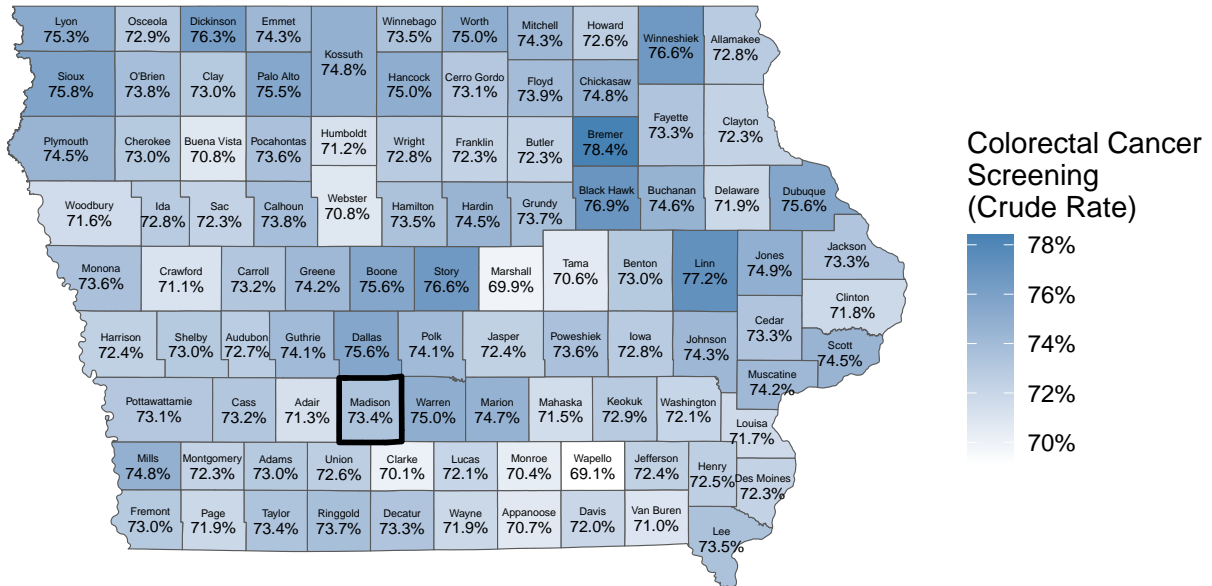 Lyon
75.3%
Osceola
72.9%
Dickinson
76.3%
Emmet
74.3%
Kossuth
74.8%
Winnebago
73.5%
Worth
75.0%
Mitchell
74.3%
Howard
72.6%
Winneshiek
76.6%
Allamakee
72.8%
Sioux
75.8%
O'Brien
73.8%
Clay
73.0%
Palo Alto
75.5%
Hancock
75.0%
Cerro Gordo
73.1%
Floyd
73.9%
Chickasaw
74.8%
Fayette
73.3%
Clayton
72.3%
Plymouth
74.5%
Cherokee
73.0%
Buena Vista
70.8%
Pocahontas
73.6%
Humboldt
71.2%
Wright
72.8%
Franklin
72.3%
Butler
72.3%
Bremer
78.4%
Woodbury
71.6%
Ida
72.8%
Sac
72.3%
Calhoun
73.8%
Webster
70.8%
Hamilton
73.5%
Hardin
74.5%
Grundy
73.7%
Black Hawk
76.9%
Buchanan
74.6%
Delaware
71.9%
Dubuque
75.6%
Monona
73.6%
Crawford
71.1%
Carroll
73.2%
Greene
74.2%
Boone
75.6%
Story
76.6%
Marshall
69.9%
Tama
70.6%
Benton
73.0%
Linn
77.2%
Jones
74.9%
Jackson
73.3%
Clinton
71.8%
Harrison
72.4%
Shelby
73.0%
Audubon
72.7%
Guthrie
74.1%
Dallas
75.6%
Polk
74.1%
Jasper
72.4%
Poweshiek
73.6%
Iowa
72.8%
Johnson
74.3%
Cedar
73.3%
Scott
74.5%
Muscatine
74.2%
Pottawattamie
73.1%
Cass
73.2%
Adair
71.3%
Madison
73.4%
Warren
75.0%
Marion
74.7%
Mahaska
71.5%
Keokuk
72.9%
Washington
72.1%
Louisa
71.7%
Mills
74.8%
Montgomery
72.3%
Adams
73.0%
Union
72.6%
Clarke
70.1%
Lucas
72.1%
Monroe
70.4%
Wapello
69.1%
Jefferson
72.4%
Henry
72.5%
Des Moines
72.3%
Fremont
73.0%
Page
71.9%
Taylor
73.4%
Ringgold
73.7%
Decatur
73.3%
Wayne
71.9%
Appanoose
70.7%
Davis
72.0%
Van Buren
71.0%
Lee
73.5%
Colorectal Cancer
Screening
(Crude Rate)
78%
76%
74%
72%
70%